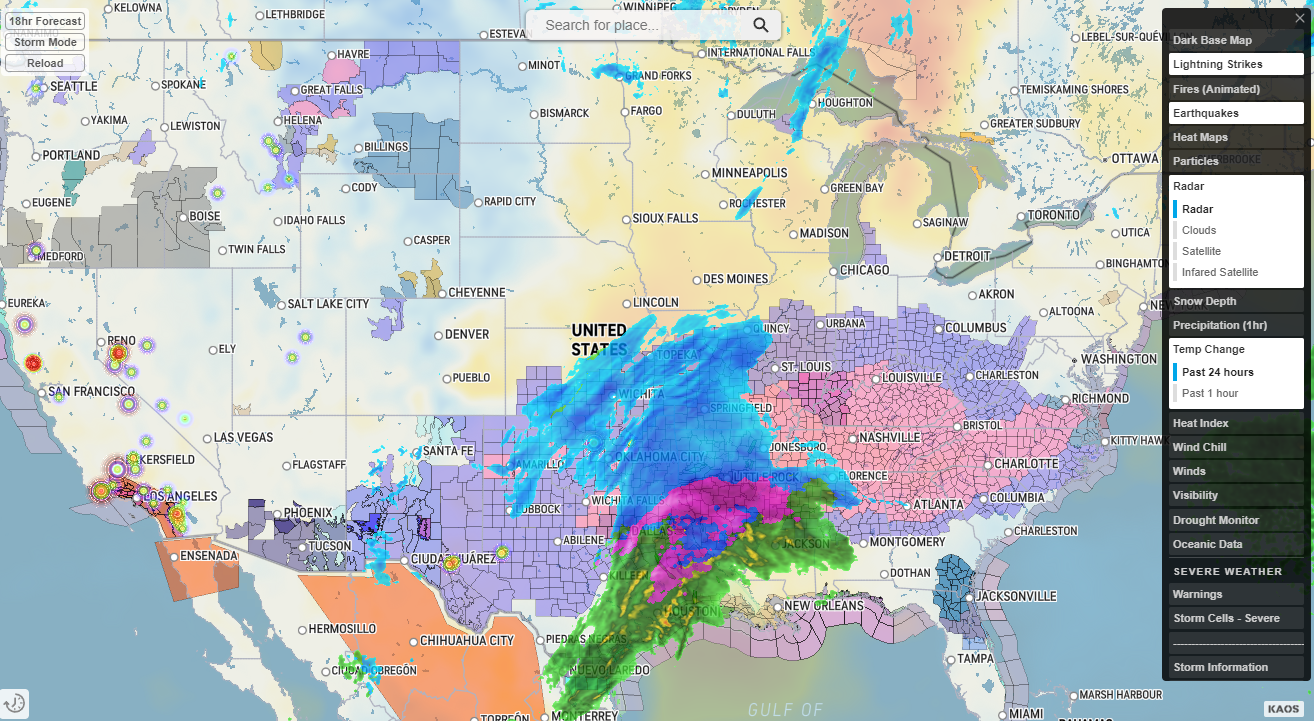 18hr Forecast
Storm Mode
Reload
Search for place...
KELOWNA
LETHBRIDGE
WINNIPEG
ESTEVA
INTERNATIONAL FALLS
LEBEL-SUR-QUÉVI
HAVRE
MINOT
GRAND FORKS
SEATTLE
SPOKANE
GREAT FALLS
TEMISKAMING SHORES
HOUGHTON
YAKIMA
LEWISTON
HELENA
BISMARCK
FARGO
DULUTH
GREATER SUDBURY
PORTLAND
BILLINGS
OTTAWA
MINNEAPOLIS
EUGENE
BOISE
CODY
RAPID CITY
ROCHESTER
GREEN BAY
IDAHO FALLS
SIOUX FALLS
SAGINAW
TORONTO
UTICA
MEDFORD
TWIN FALLS
CASPER
MADISON
DETROIT
BINGHAMTON
CHICAGO
DES MOINES
EUREKA
SALT LAKE CITY
CHEYENNE
LINCOLN
AKRON
ALTOONA
NEW
RENO
ELY
DENVER
UNITED
STATES
QUINCY
URBANA
COLUMBUS
TOPEKA
WASHINGTON
SAN FRANCISCO
PUEBLO
WICHITA
ST. LOUIS
LOUISVILLE
CHARLESTON
RICHMOND
SPRINGFIELD
LAS VEGAS
BRISTOL
KITTY HAWK
NASHVILLE
JONESBORO
KERSFIELD
FLAGSTAFF
SANTA FE
AMARILLO
OKLAHOMA CITY
CHARLOTTE
LITTLE ROCK
FLORENCE
LOS ANGELES
WICHITA FALLS
COLUMBIA
PHOENIX
LUBBOCK
ATLANTA
DALLAS
CHARLESTON
TUCSON
ABILENE
JACKSON
MONTGOMERY
ENSENADA
CIUDAD JUÁREZ
KILLEEN
DOTHAN
JACKSONVILLE
HOUSTON
NEW ORLEANS
HERMOSILLO
CHIHUAHUA CITY
PIEDRAS NEGRAS
TAMPA
CIUDAD OBREGÓN
NUEVO LAREDO
MARSH HARBOUR
TORREÓN
MONTERREY
GULF OF
MIAMI
BAHAMAS
Dark Base Map
Lightning Strikes
Fires (Animated)
Earthquakes
Heat Maps
Particles
Radar
Radar
Clouds
Satellite
Infared Satellite
Snow Depth
Precipitation (1hr)
Temp Change
Past 24 hours
Past 1 hour
Heat Index
Wind Chill
Winds
Visibility
Drought Monitor
Oceanic Data
SEVERE WEATHER
Warnings
Storm Cells - Severe
Storm Information
KAOS